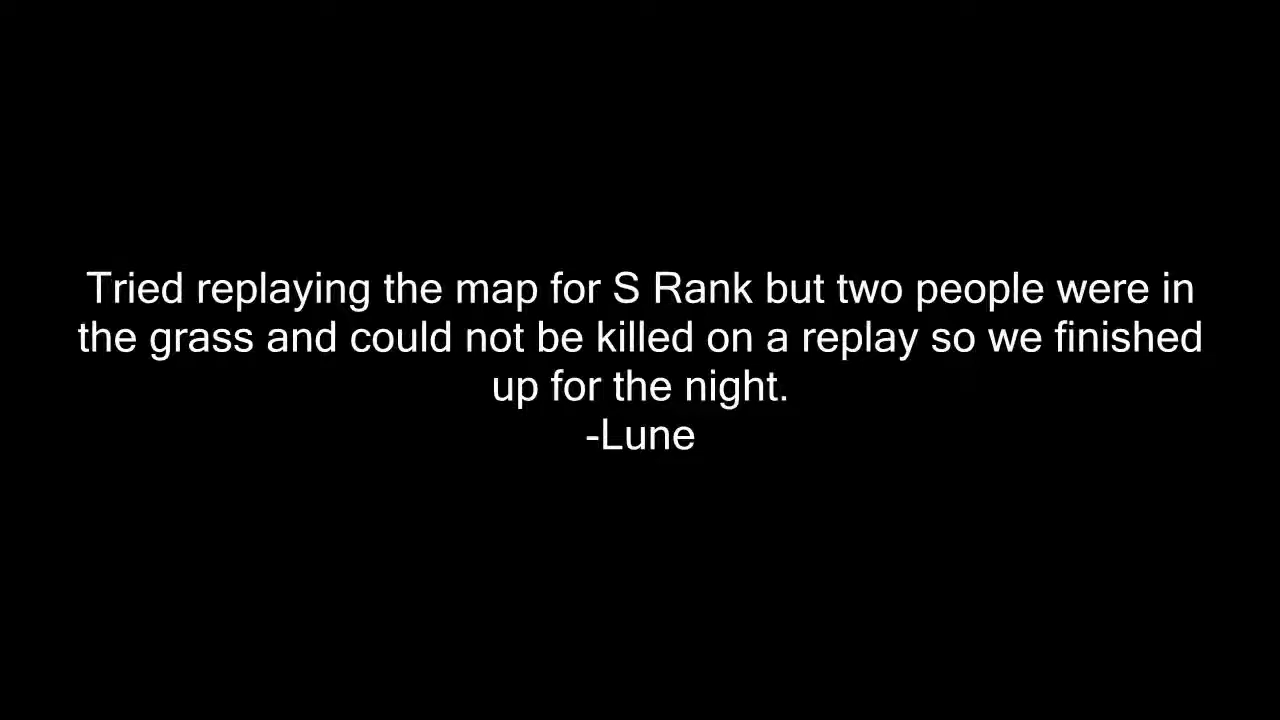 Tried replaying the map for S Rank but two people were in
the grass and could not be killed on a replay so we finished
up for the night.
-Lune